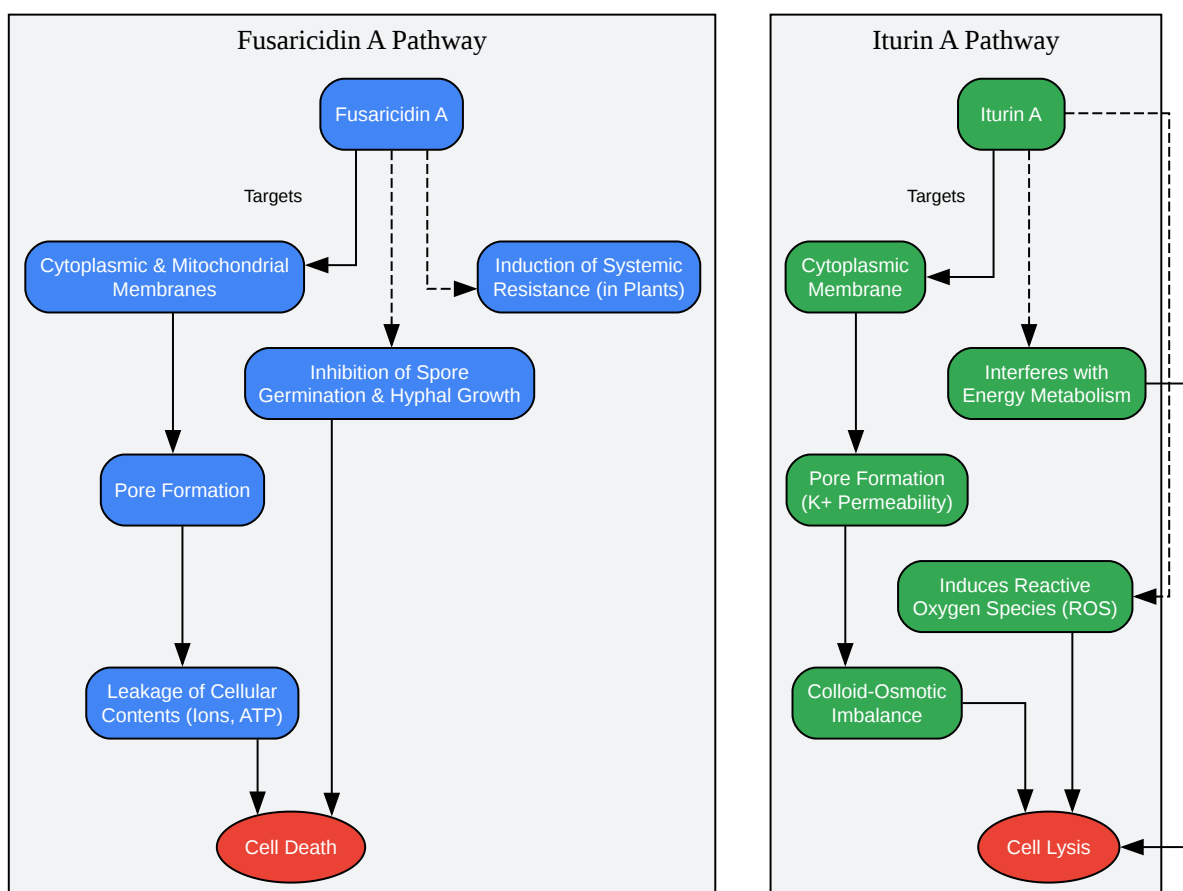 Fusaricidin A Pathway
Fusaricidin A
Targets
Cytoplasmic & Mitochondrial
Membranes
Induction of Systemic
Resistance (in Plants)
Inhibition of Spore
Germination & Hyphal Growth
Pore Formation
Leakage of Cellular
Contents (Ions, ATP)
Cell Death
Iturin A Pathway
Iturin A
Targets
Cytoplasmic
Membrane
Interferes with
Energy Metabolism
Pore Formation
(K+ Permeability)
Induces Reactive
Oxygen Species (ROS)
Colloid-Osmotic
Imbalance
Cell Lysis